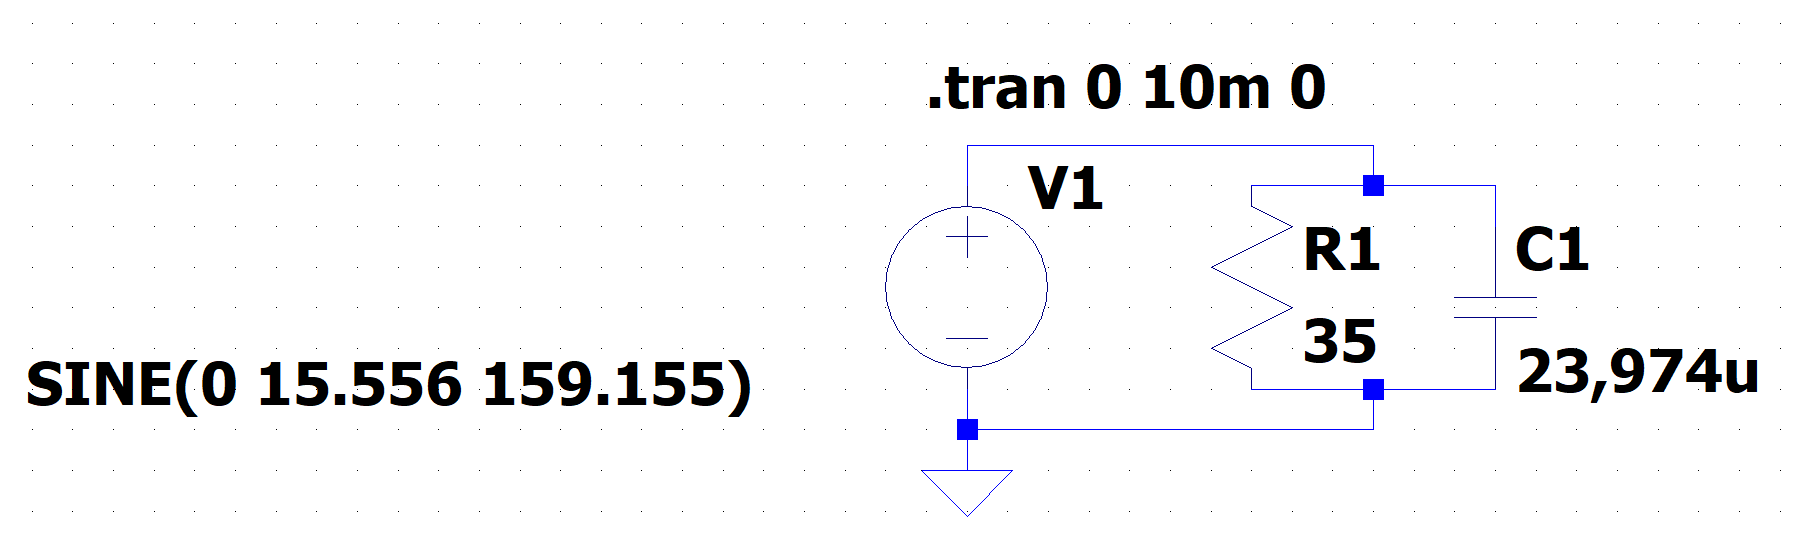 .tran 0 10m 0
V1
R1
C1
35
23,974u
SINE(0 15.556 159.155)